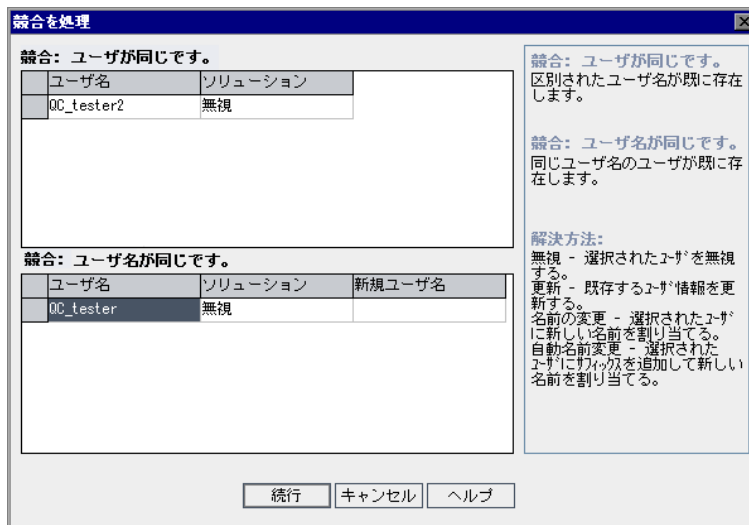 競合を処理
競合: ユーザが同じです。
ユーザ名 ソリューション
QC_tester2 無視
競合: ユーザ名が同じです。
ユーザ名 ソリューション 新規ユーザ名
QC_tester 無視
競合: ユーザが同じです。
区別されたユーザ名が既に存在
します。
競合: ユーザ名が同じです。
同じユーザ名のユーザが既に存
在します。
解決方法:
無視 - 選択されたﾕｰｻﾞを無視
する。
更新 - 既存するﾕｰｻﾞ情報を更
新する。
名前の変更 - 選択されたﾕｰｻﾞ
に新しい名前を割り当てる。
自動名前変更 - 選択された
ﾕｰｻﾞにｻﾌｨｯｸｽを追加して新しい
名前を割り当てる。
続行 キャンセル ヘルプ